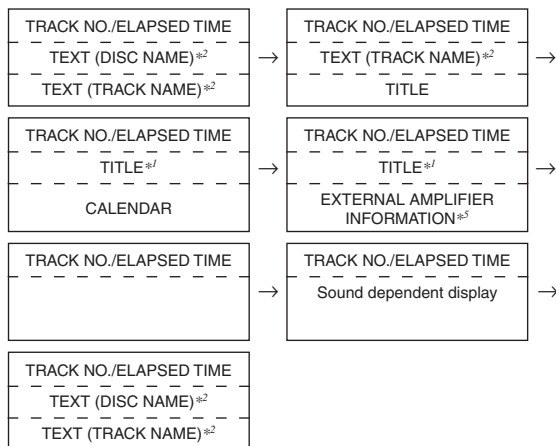 TRACK NO./ELAPSED TIME
TEXT (DISC NAME)*2
TEXT (TRACK NAME)*2
→
TRACK NO./ELAPSED TIME
TEXT (TRACK NAME)*2
TITLE
→
TRACK NO./ELAPSED TIME
TITLE*1
CALENDAR
→
TRACK NO./ELAPSED TIME
TITLE*1
EXTERNAL AMPLIFIER
INFORMATION*5
→
TRACK NO./ELAPSED TIME
→
TRACK NO./ELAPSED TIME
Sound dependent display
→
TRACK NO./ELAPSED TIME
TEXT (DISC NAME)*2
TEXT (TRACK NAME)*2